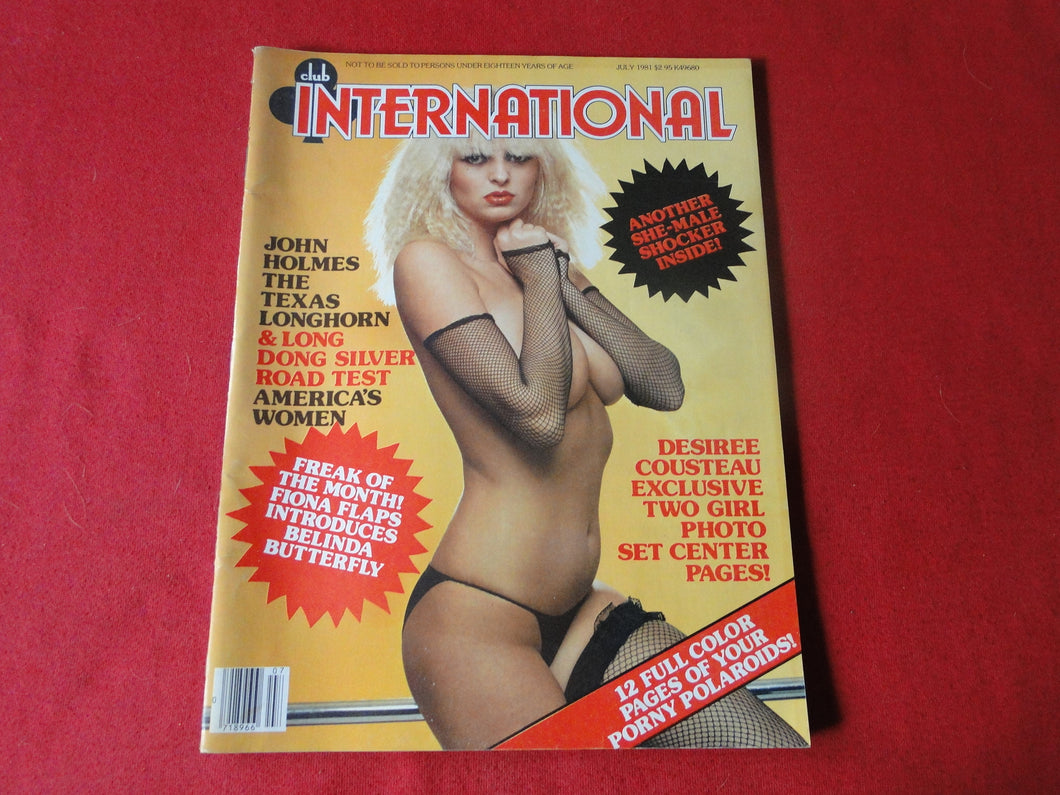 NOT TO BE SOLD TO PERSONS UNDER EIGHTEEN YEARS OF AGE
JULY 1981 $2.95 K49680
club
INTERNATIONAL
ANOTHER
SHE-MALE
SHOCKER
INSIDE!
JOHN
HOLMES
THE
TEXAS
LONGHORN
& LONG
DONG SILVER
ROAD TEST
AMERICA'S
WOMEN
FREAK OF
THE MONTH!
FIONA FLAPS
INTRODUCES
BELINDA
BUTTERFLY
DESIREE
COUSTEAU
EXCLUSIVE
TWO GIRL
PHOTO
SET CENTER
PAGES!
12 FULL COLOR
PAGES OF YOUR
PORNY POLAROIDS!
07
718966